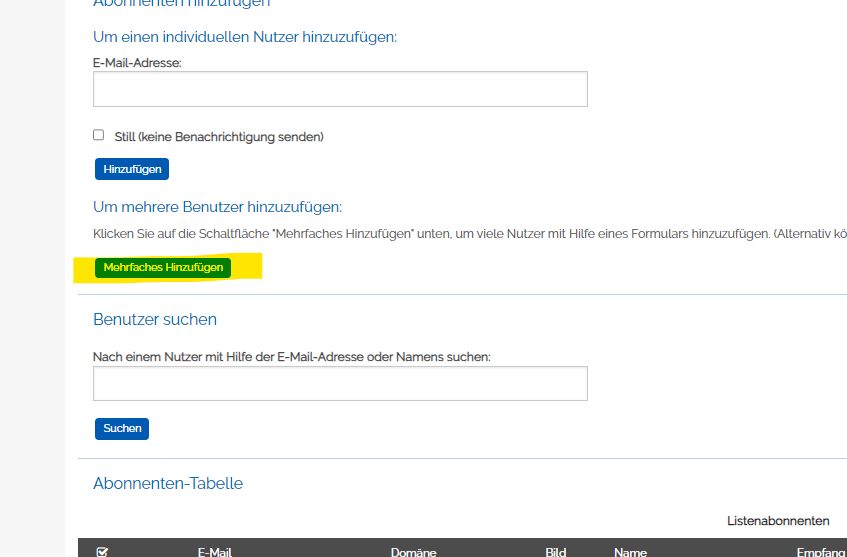 Abonnenten hinzufügen
Um einen individuellen Nutzer hinzuzufügen:
E-Mail-Adresse:
Still (keine Benachrichtigung senden)
Hinzufügen
Um mehrere Benutzer hinzuzufügen:
Klicken Sie auf die Schaltfläche "Mehrfaches Hinzufügen" unten, um viele Nutzer mit Hilfe eines Formulars hinzuzufügen. (Alternativ kö
Mehrfaches Hinzufügen
Benutzer suchen
Nach einem Nutzer mit Hilfe der E-Mail-Adresse oder Namens suchen:
Suchen
Abonnenten-Tabelle
Listenabonnenten
E-Mail Domäne Bild Name Empfang